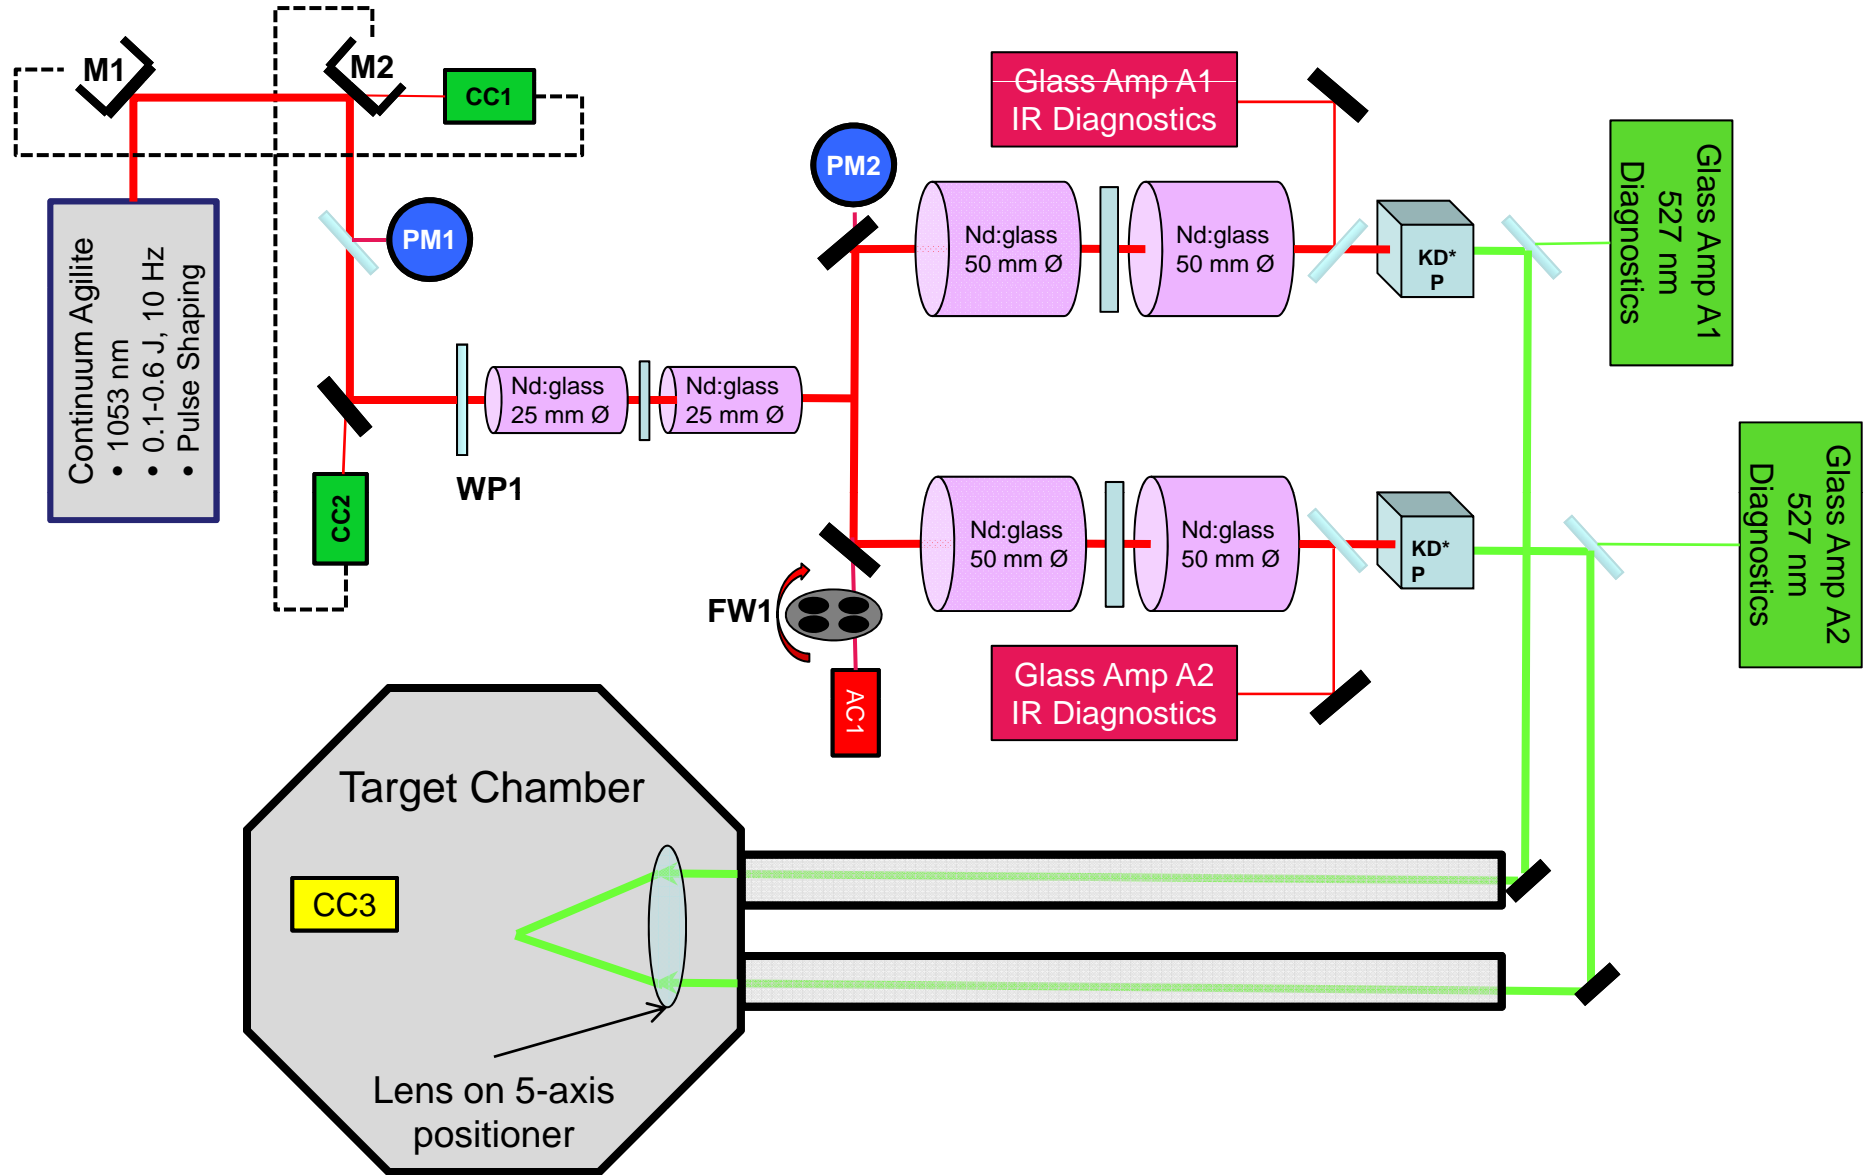 M1
M2
CC1
Glass Amp A1
IR Diagnostics
PM2
PM1
Continuum Agilite
• 1053 nm
• 0.1-0.6 J, 10 Hz
• Pulse Shaping
Nd:glass
50 mm Ø
Nd:glass
50 mm Ø
KD*
P
Glass Amp A1
527 nm
Diagnostics
Nd:glass
25 mm Ø
Nd:glass
25 mm Ø
WP1
CC2
Nd:glass
50 mm Ø
Nd:glass
50 mm Ø
KD*
P
Glass Amp A2
527 nm
Diagnostics
FW1
AC1
Glass Amp A2
IR Diagnostics
Target Chamber
CC3
Lens on 5-axis
positioner